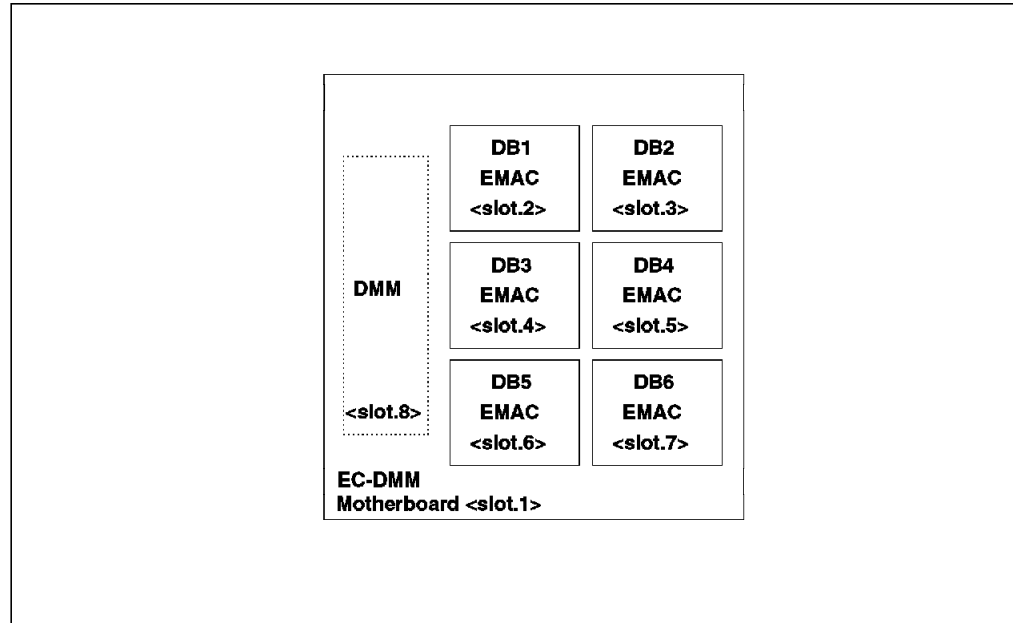 DB1
EMAC
<slot.2>
DB2
EMAC
<slot.3>
DMM
<slot.8>
DB3
EMAC
<slot.4>
DB4
EMAC
<slot.5>
DB5
EMAC
<slot.6>
DB6
EMAC
<slot.7>
EC-DMM
Motherboard <slot.1>